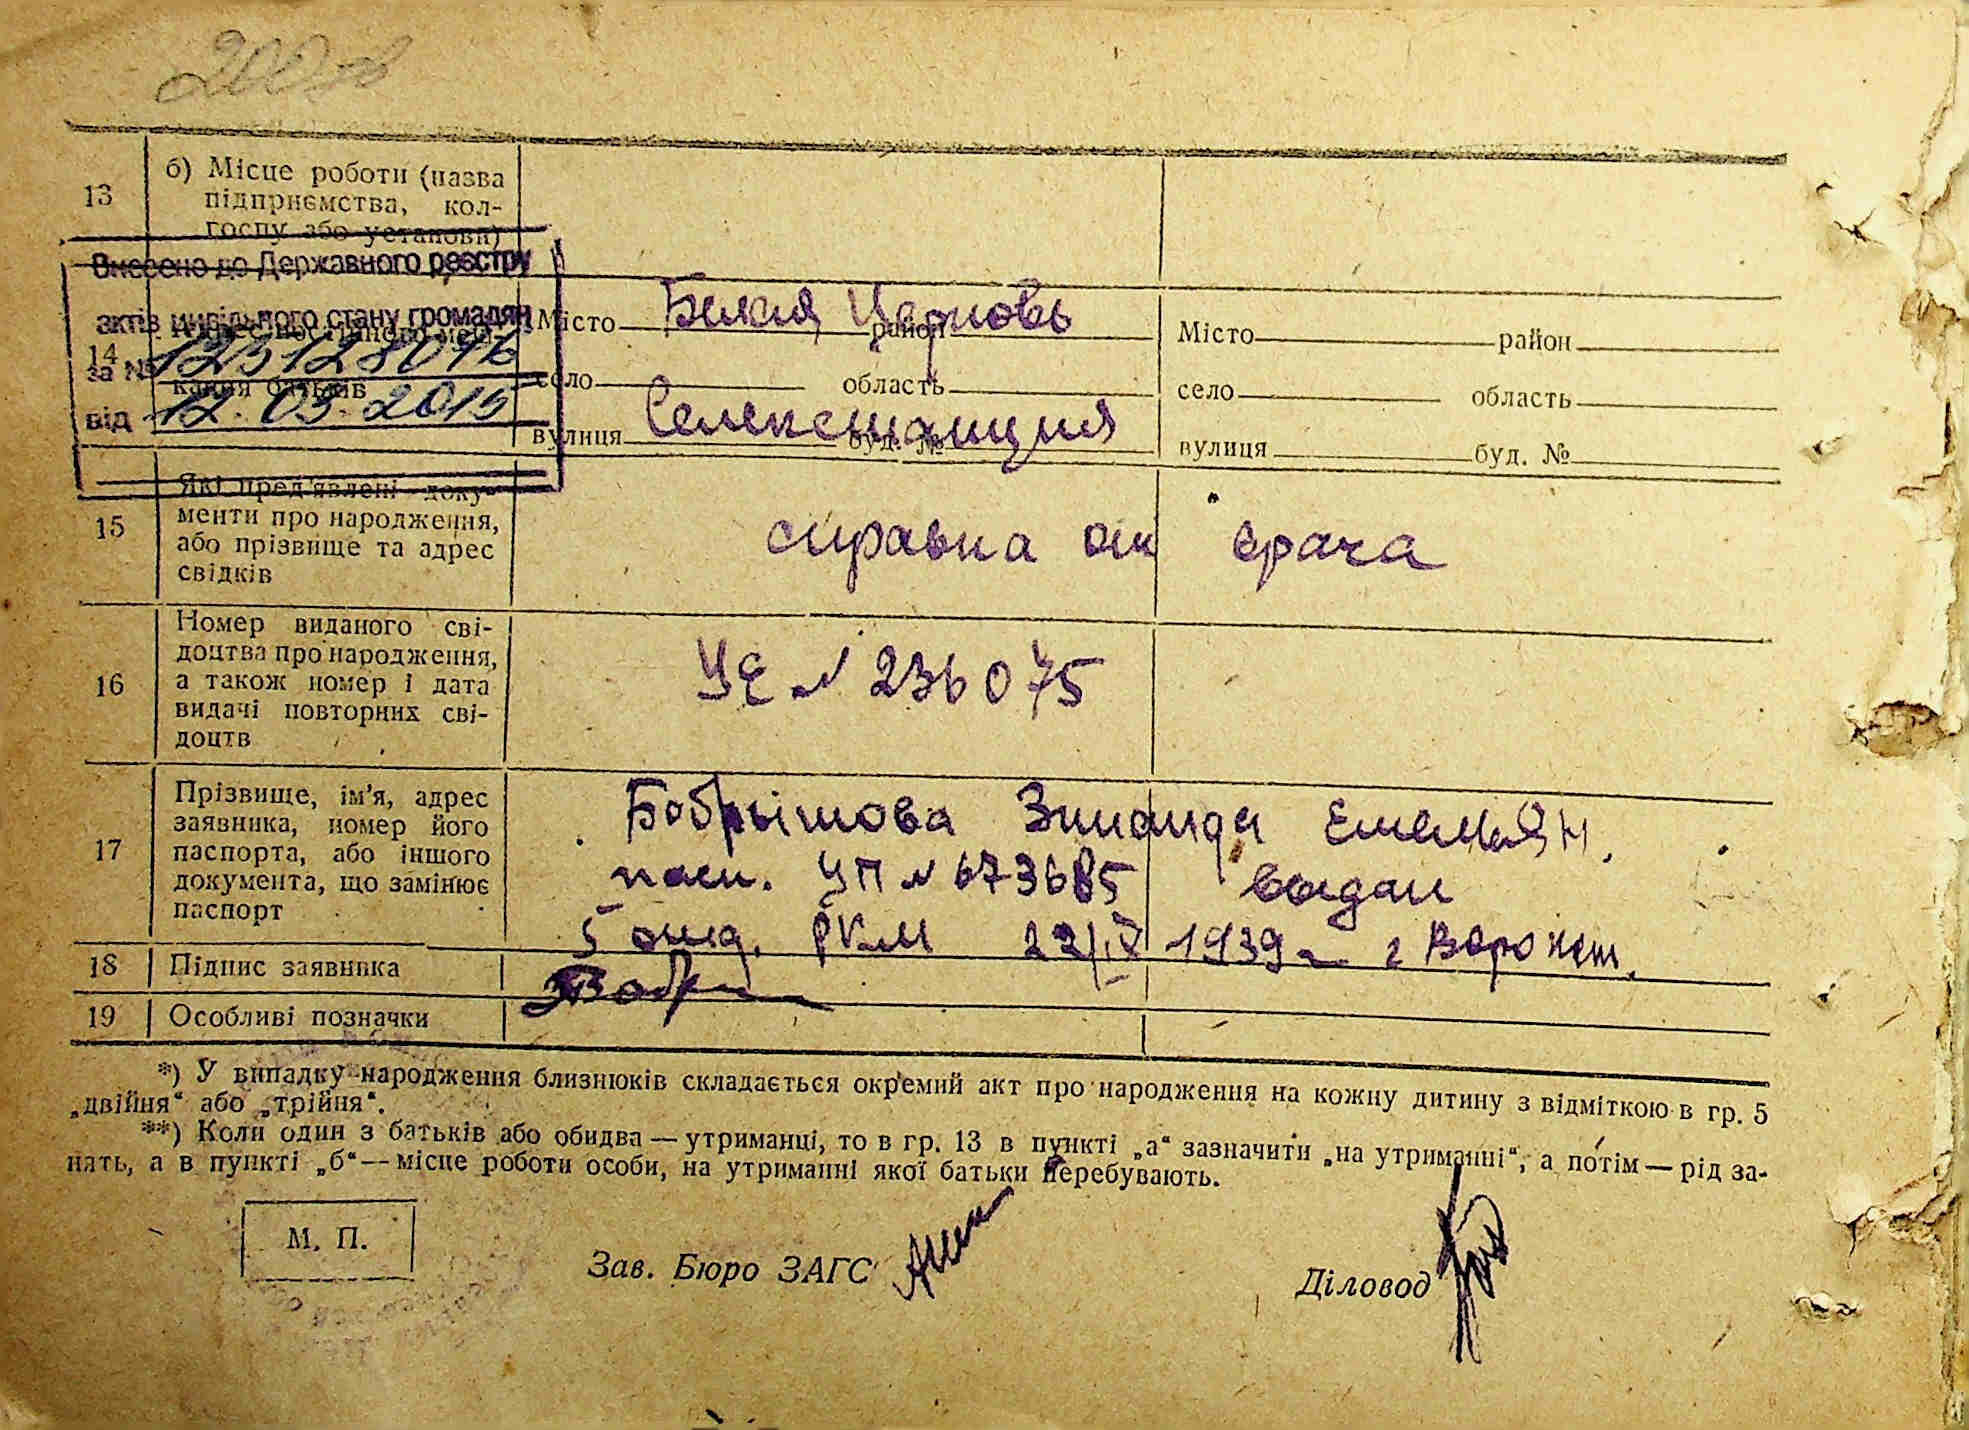 13
б) Місце роботи (назва
підприємства, кол-
госпу або установи)
Внесено до Державного реєстру
актів цивільного стану громадян
за №
від 12.03.2015
14
кання батьків
Місто Белая Церковь район
село область
вулиця Селекстанция буд. №
Місто район
село область
вулиця буд. №
15
Які пред'явлені доку-
менти про народження,
або прізвище та адрес
свідків
справка от врача
16
Номер виданого сві-
доцтва про народження,
а також номер і дата
видачі повторних сві-
доцтв
УЕ № 236075
17
Прізвище, ім'я, адрес
заявника, номер його
паспорта, або іншого
документа, що замінює
паспорт
Бобрышова Зинаида Емельян.
пасп. УП № 673685 выдан
5 отд. РКМ 22/IV 1939 г. г Воронеж.
18 Підпис заявника
19 Особливі позначки
*) У випадку народження близнюків складається окремий акт про народження на кожну дитину з відміткою в гр. 5
„двійня“ або „трійня“.
**) Коли один з батьків або обидва — утриманці, то в гр. 13 в пункті „а“ зазначити „на утриманні“, а потім — рід за-
нять, а в пункті „б“ — місце роботи особи, на утриманні якої батьки перебувають.
М. П.
Зав. Бюро ЗАГС
Діловод